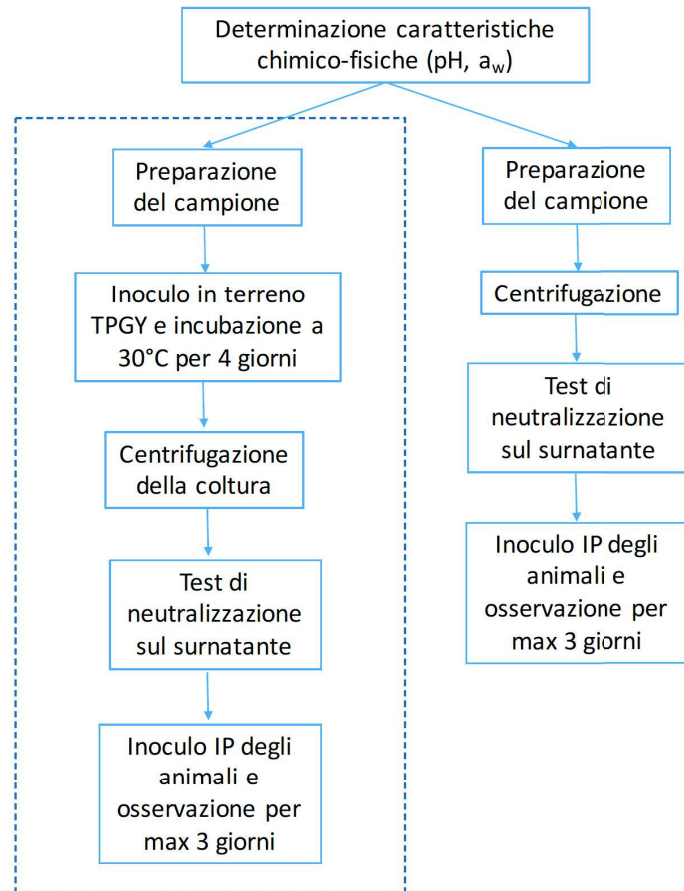 Determinazione caratteristiche
chimico-fisiche (pH, aw)
Preparazione
del campione
Inoculo in terreno
TPGY e incubazione a
30°C per 4 giorni
Centrifugazione
della coltura
Test di
neutralizzazione
sul surnatante
Inoculo IP degli
animali e
osservazione per
max 3 giorni
Preparazione
del campione
Centrifugazione
Test di
neutralizzazione
sul surnatante
Inoculo IP degli
animali e
osservazione per
max 3 giorni